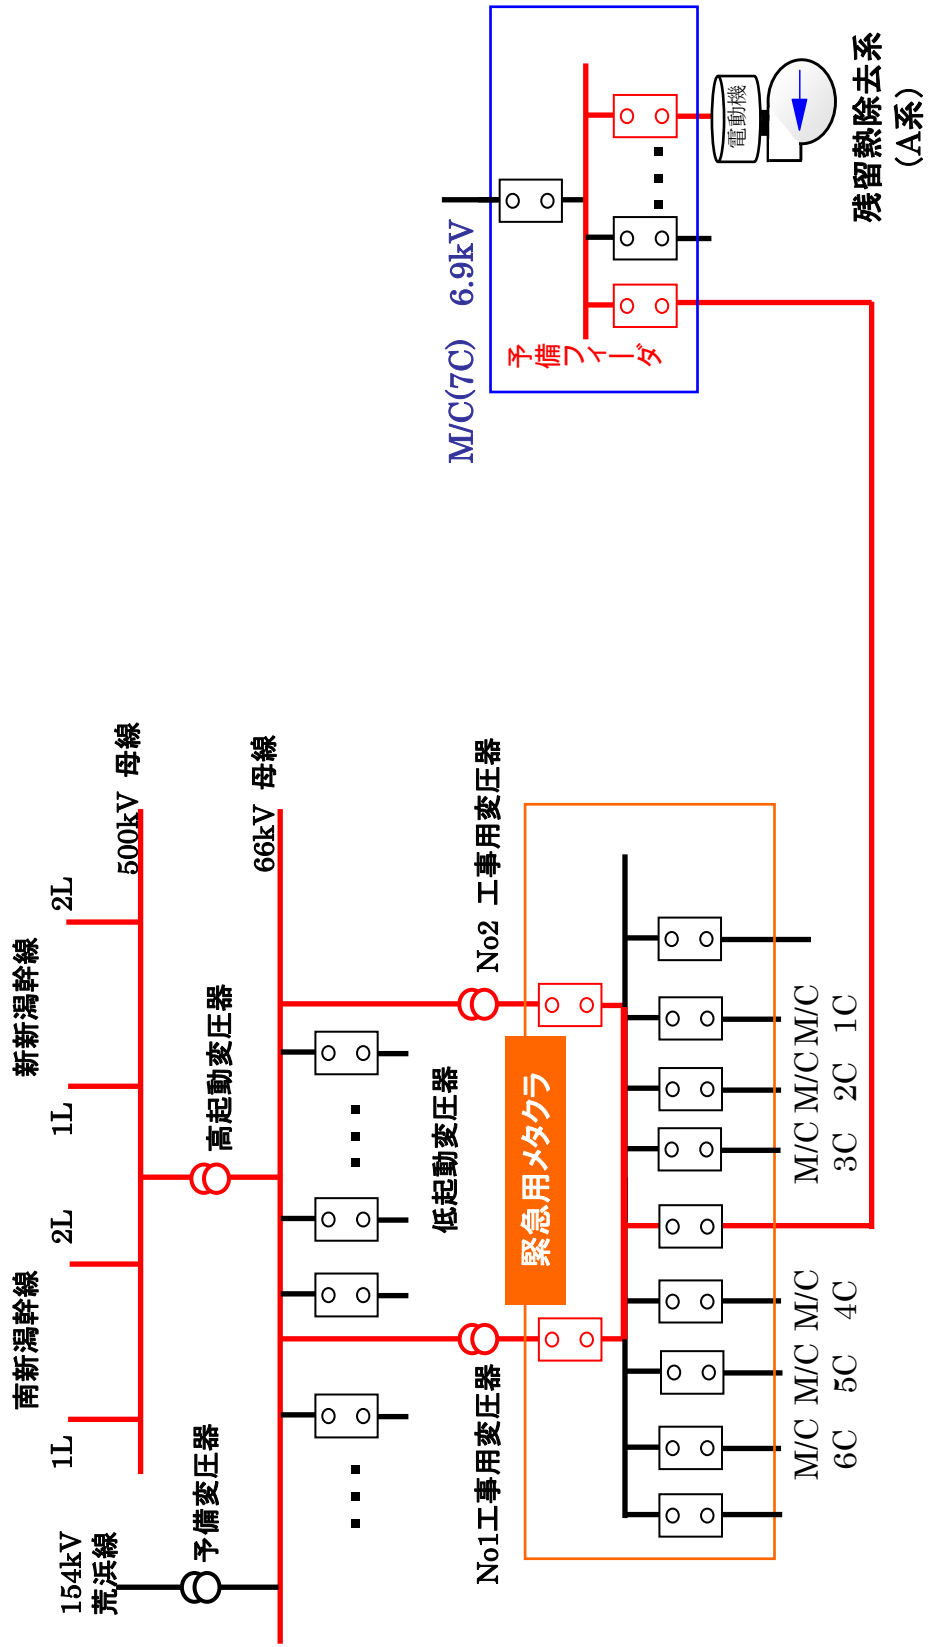 154kV
荒浜線
予備変圧器
南新潟幹線
1L
2L
新新潟幹線
1L
2L
500kV 母線
高起動変圧器
66kV 母線
低起動変圧器
No1工事用変圧器
No2 工事用変圧器
緊急用メタクラ
M/C
6C
M/C
5C
M/C
4C
M/C
3C
M/C
2C
M/C
1C
M/C(7C) 6.9kV
予備フィーダ
電動機
残留熱除去系
（A系）